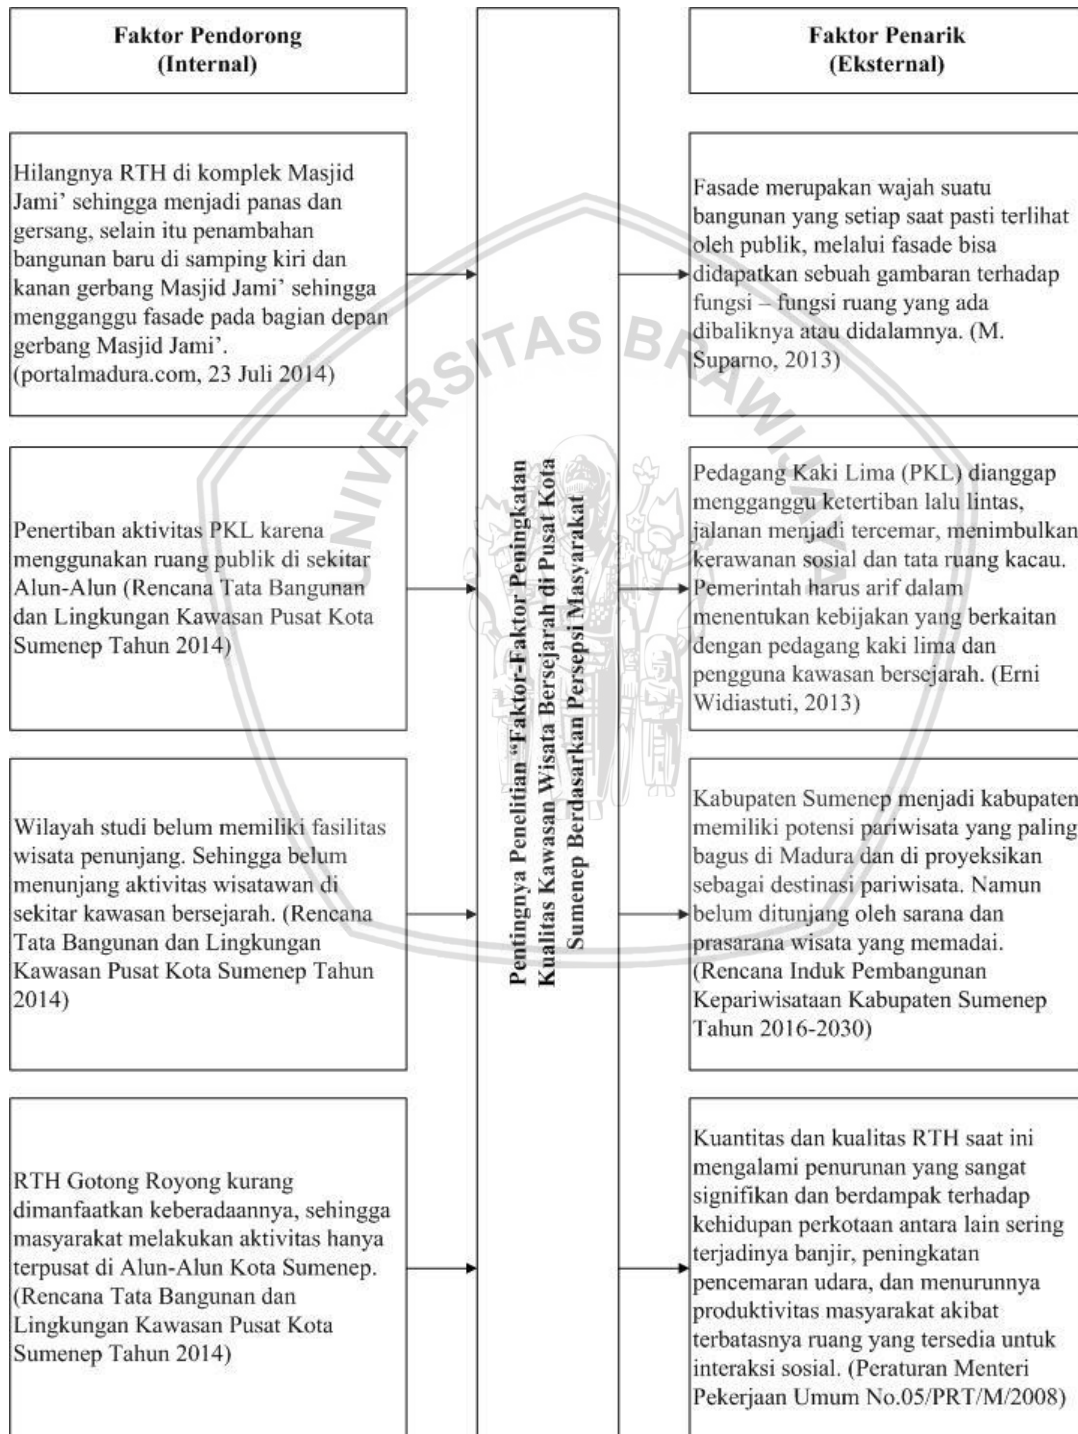 Faktor Pendorong
(Internal)
Faktor Penarik
(Eksternal)
Hilangnya RTH di komplek Masjid
Jami’ sehingga menjadi panas dan
gersang, selain itu penambahan
bangunan baru di samping kiri dan
kanan gerbang Masjid Jami’ sehingga
mengganggu fasade pada bagian depan
gerbang Masjid Jami’.
(portalmadura.com, 23 Juli 2014)
Fasade merupakan wajah suatu
bangunan yang setiap saat pasti terlihat
oleh publik, melalui fasade bisa
didapatkan sebuah gambaran terhadap
fungsi – fungsi ruang yang ada
dibaliknya atau didalamnya. (M.
Suparno, 2013)
Penertiban aktivitas PKL karena
menggunakan ruang publik di sekitar
Alun-Alun (Rencana Tata Bangunan
dan Lingkungan Kawasan Pusat Kota
Sumenep Tahun 2014)
Pedagang Kaki Lima (PKL) dianggap
mengganggu ketertiban lalu lintas,
jalanan menjadi tercemar, menimbulkan
kerawanan sosial dan tata ruang kacau.
Pemerintah harus arif dalam
menentukan kebijakan yang berkaitan
dengan pedagang kaki lima dan
pengguna kawasan bersejarah. (Erni
Widiastuti, 2013)
Wilayah studi belum memiliki fasilitas
wisata penunjang. Sehingga belum
menunjang aktivitas wisatawan di
sekitar kawasan bersejarah. (Rencana
Tata Bangunan dan Lingkungan
Kawasan Pusat Kota Sumenep Tahun
2014)
Kabupaten Sumenep menjadi kabupaten
memiliki potensi pariwisata yang paling
bagus di Madura dan di proyeksikan
sebagai destinasi pariwisata. Namun
belum ditunjang oleh sarana dan
prasarana wisata yang memadai.
(Rencana Induk Pembangunan
Kepariwisataan Kabupaten Sumenep
Tahun 2016-2030)
RTH Gotong Royong kurang
dimanfaatkan keberadaannya, sehingga
masyarakat melakukan aktivitas hanya
terpusat di Alun-Alun Kota Sumenep.
(Rencana Tata Bangunan dan
Lingkungan Kawasan Pusat Kota
Sumenep Tahun 2014)
Kuantitas dan kualitas RTH saat ini
mengalami penurunan yang sangat
signifikan dan berdampak terhadap
kehidupan perkotaan antara lain sering
terjadinya banjir, peningkatan
pencemaran udara, dan menurunnya
produktivitas masyarakat akibat
terbatasnya ruang yang tersedia untuk
interaksi sosial. (Peraturan Menteri
Pekerjaan Umum No.05/PRT/M/2008)
Pentingnya Penelitian “Faktor-Faktor Peningkatan
Kualitas Kawasan Wisata Bersejarah di Pusat Kota
Sumenep Berdasarkan Persepsi Masyarakat
UNIVERSITAS BRAWIJAYA